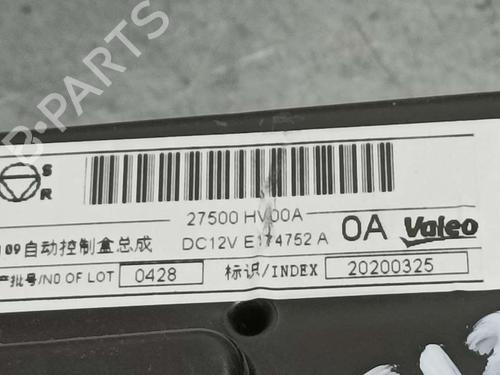 S
R
27500 HV00A
09自动控制盒总成
DC12V E174752 A
0A
Valeo
产批号/NO OF LOT
0428
标识/INDEX
20200325
B-PARTS